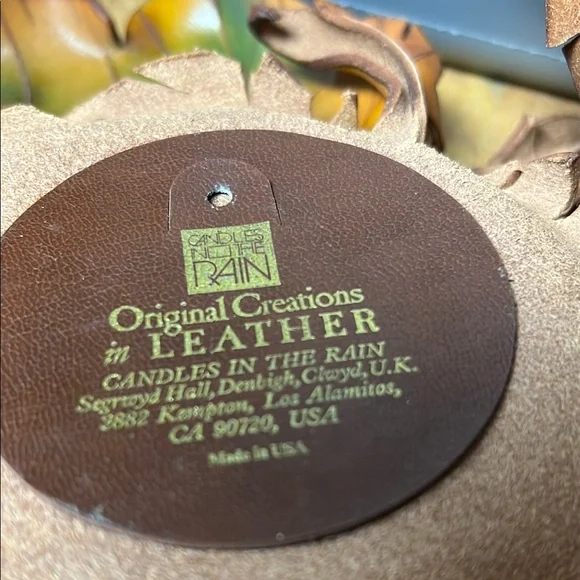 CANDLES
IN THE
RAIN
Original Creations
in LEATHER
CANDLES IN THE RAIN
Segrwyd Hall, Denbigh, Clwyd, U.K.
2882 Kempton, Los Alamitos,
CA 90720, USA
Made in USA